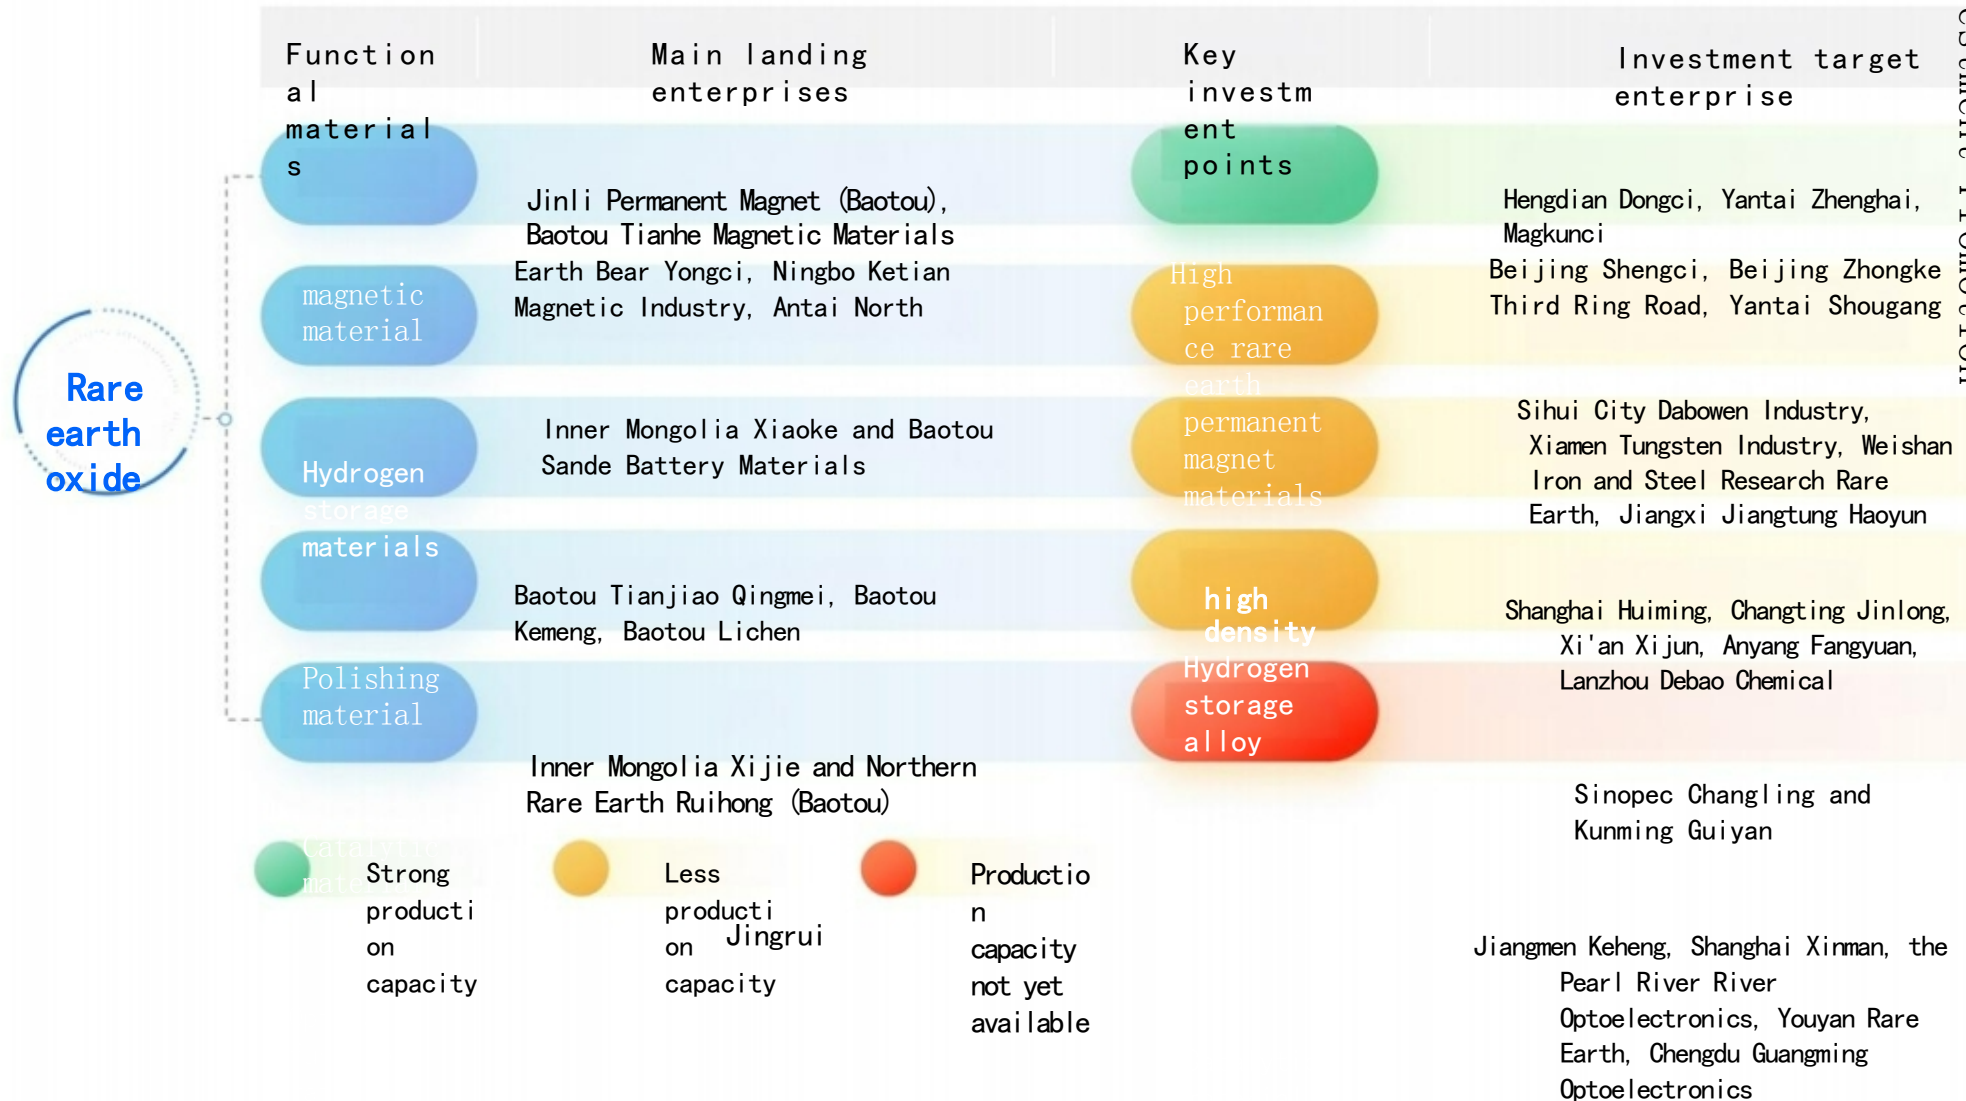 Function
al
material
s
Main landing
enterprises
Key
investm
ent
points
Investment target
enterprise
Rare
earth
oxide
magnetic
material
Hydrogen
storage
materials
Polishing
material
Catalytic
material
Jinli Permanent Magnet (Baotou),
Baotou Tianhe Magnetic Materials
Earth Bear Yongci, Ningbo Ketian
Magnetic Industry, Antai North
Inner Mongolia Xiaoke and Baotou
Sande Battery Materials
Baotou Tianjiao Qingmei, Baotou
Kemeng, Baotou Lichen
Inner Mongolia Xijie and Northern
Rare Earth Ruihong (Baotou)
Jingrui
High
performan
ce rare
earth
permanent
magnet
materials
high
density
Hydrogen
storage
alloy
Hengdian Dongci, Yantai Zhenghai,
Magkunci
Beijing Shengci, Beijing Zhongke
Third Ring Road, Yantai Shougang
Sihui City Dabowen Industry,
Xiamen Tungsten Industry, Weishan
Iron and Steel Research Rare
Earth, Jiangxi Jiangtung Haoyun
Shanghai Huiming, Changting Jinlong,
Xi'an Xijun, Anyang Fangyuan,
Lanzhou Debao Chemical
Sinopec Changling and
Kunming Guiyan
Jiangmen Keheng, Shanghai Xinman, the
Pearl River River
Optoelectronics, Youyan Rare
Earth, Chengdu Guangming
Optoelectronics
Strong
producti
on
capacity
Less
producti
on
capacity
Productio
n
capacity
not yet
available